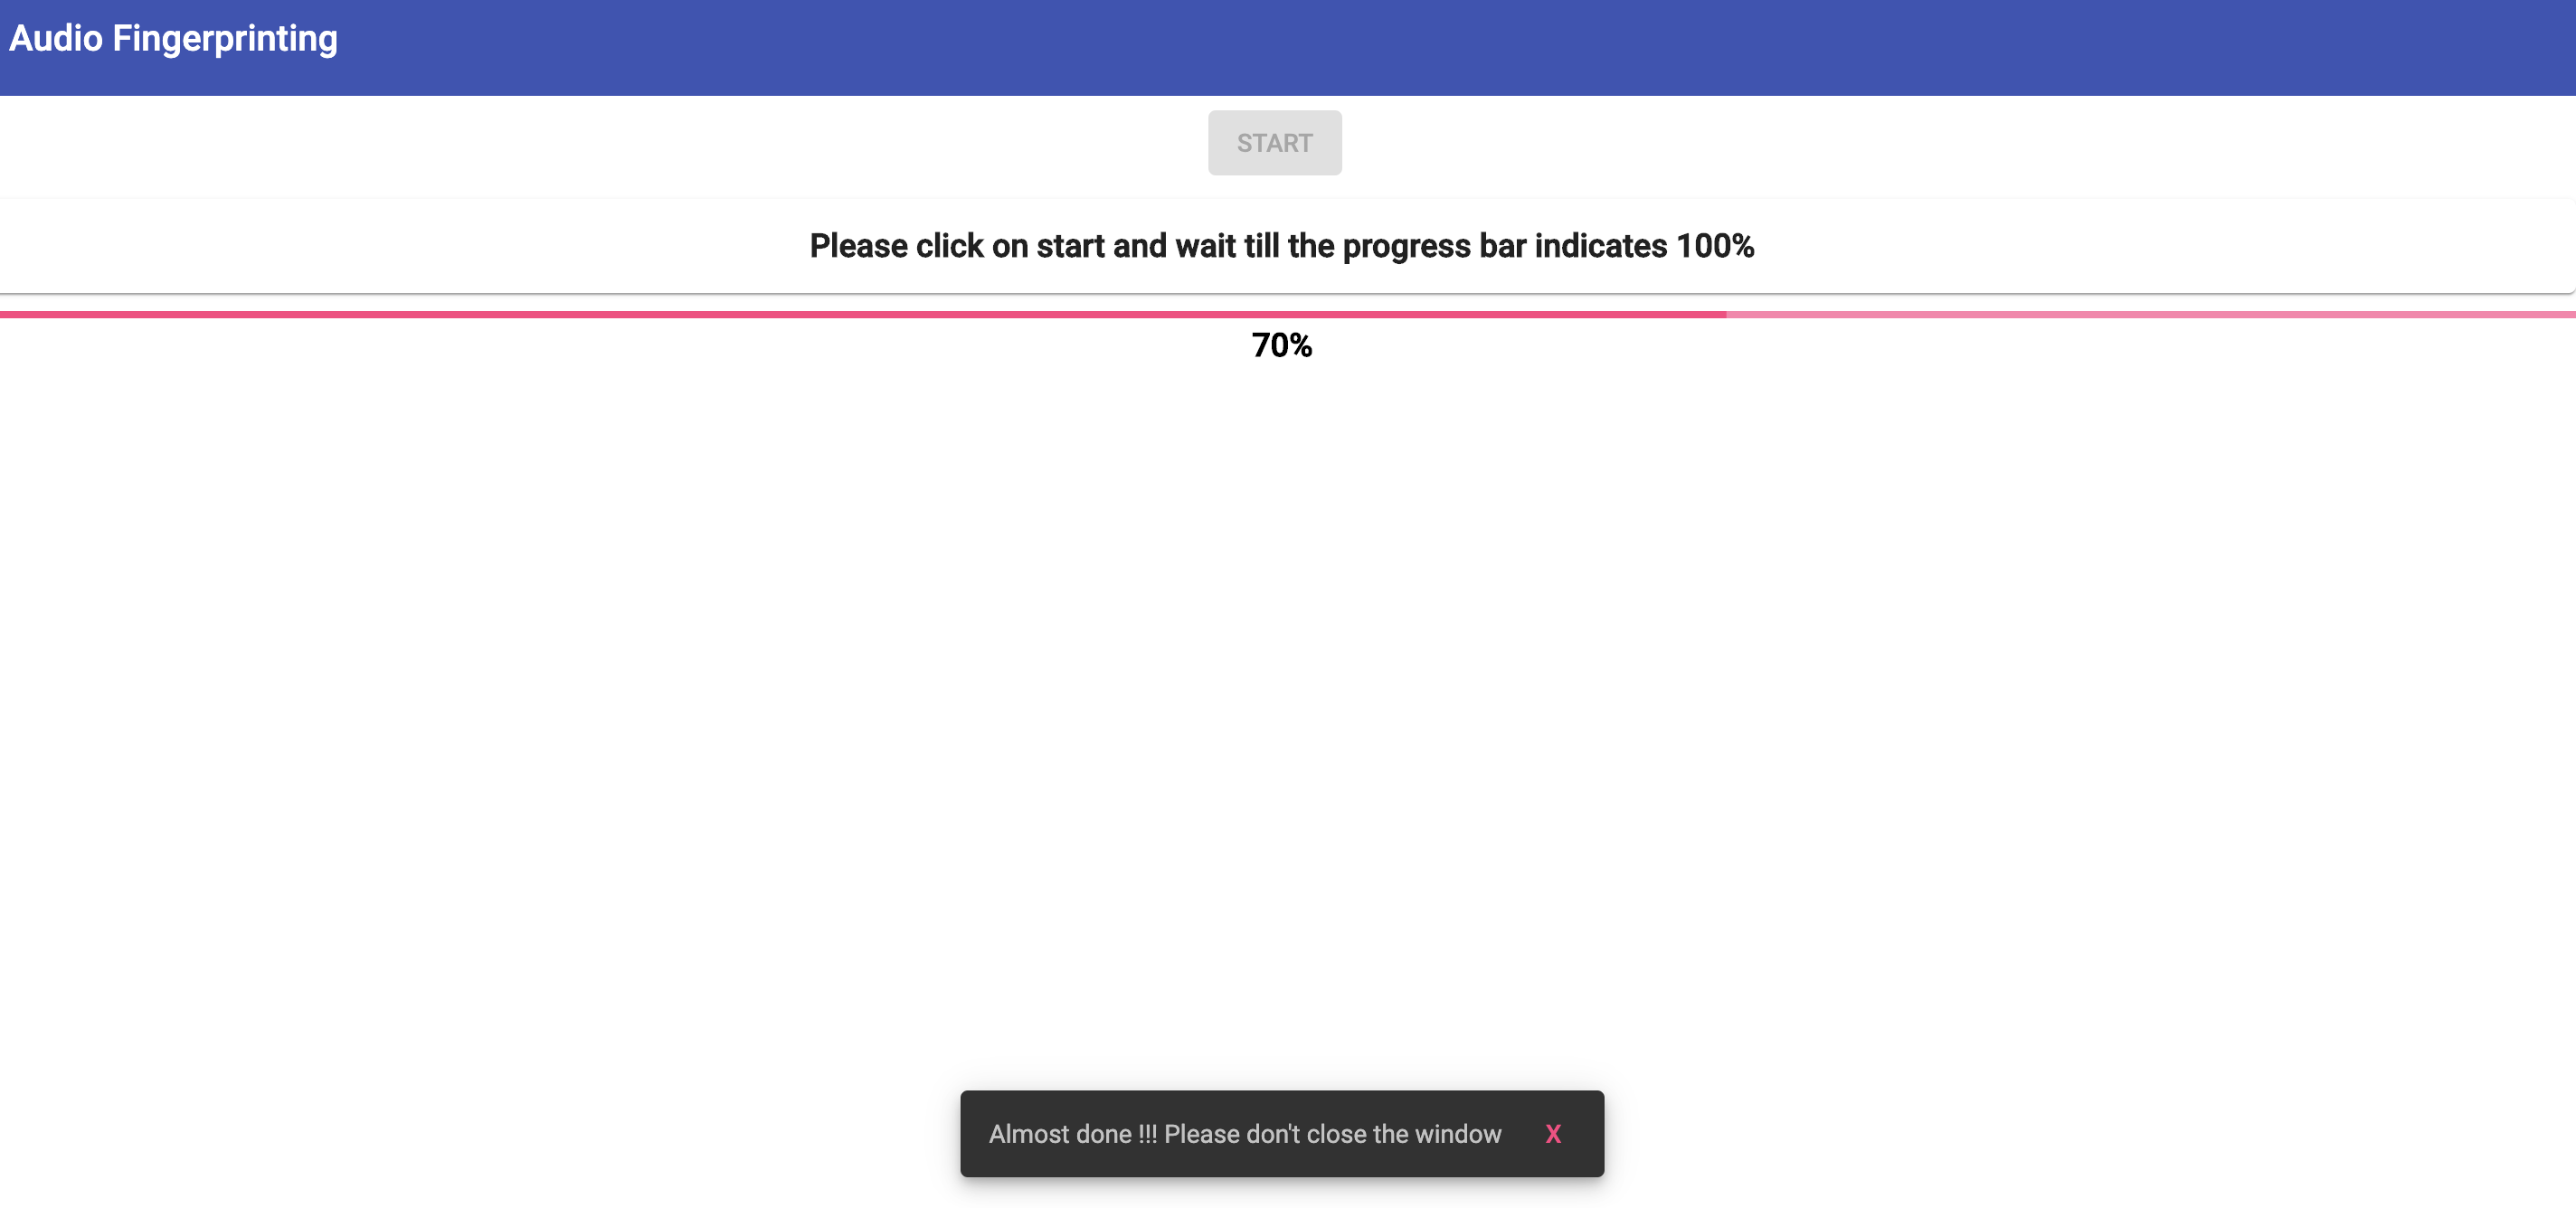 Audio Fingerprinting
START
Please click on start and wait till the progress bar indicates 100%
70%
Almost done !!! Please don't close the window X